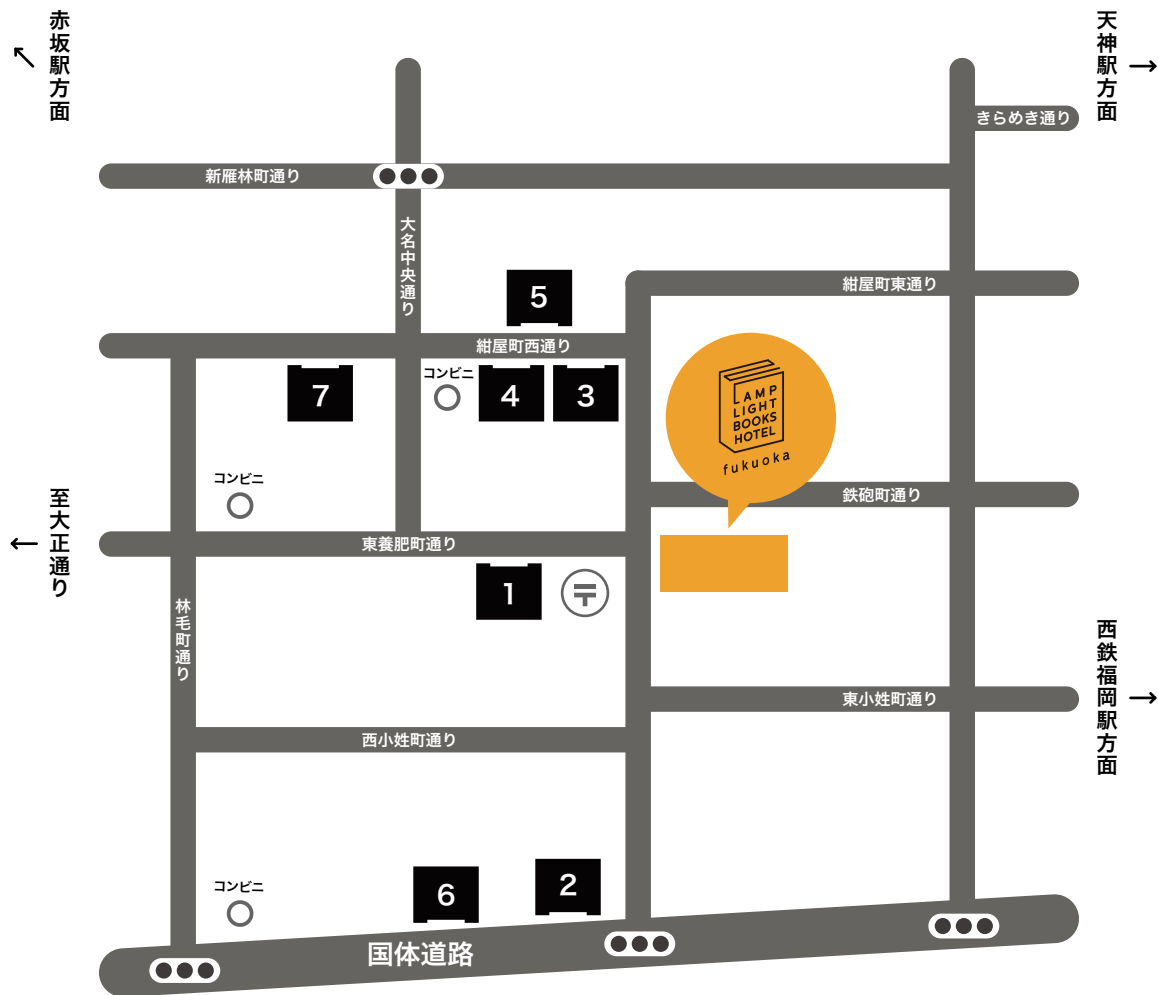 赤坂駅方面
天神駅方面
きらめき通り
新雁林町通り
大名中央通り
紺屋町東通り
5
紺屋町西通り
コンビニ
7
4
3
LAMP
LIGHT
BOOKS
HOTEL
fukuoka
コンビニ
鉄砲町通り
至大正通り
東養肥町通り
1
林毛町通り
西鉄福岡駅方面
東小姓町通り
西小姓町通り
コンビニ
6
2
国体道路